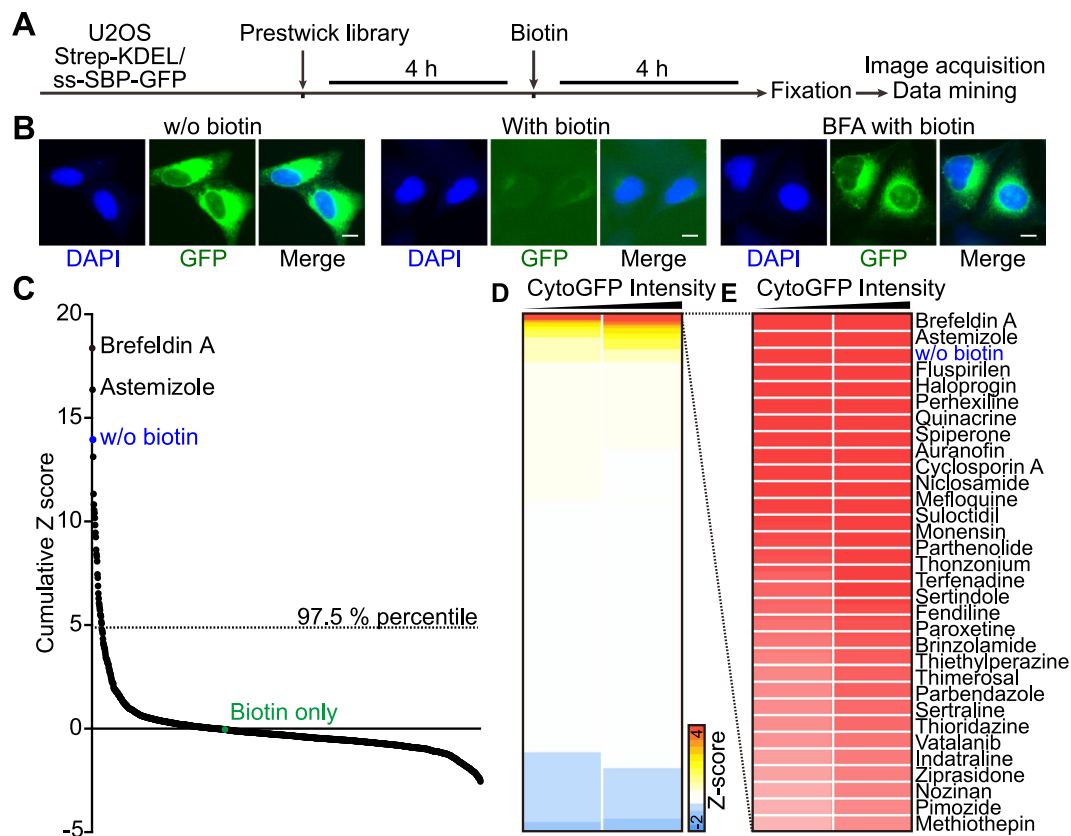 A
U2OS
Strep-KDEL/
ss-SBP-GFP
Prestwick library
Biotin
4 h
4 h
Fixation
Image acquisition
Data mining
B
w/o biotin
With biotin
BFA with biotin
DAPI
GFP
Merge
DAPI
GFP
Merge
DAPI
GFP
Merge
C
Cumulative Z score
20
15
10
5
0
-5
Brefeldin A
Astemizole
w/o biotin
97.5 % percentile
Biotin only
D
CytoGFP Intensity
4
-2
Z-score
E
CytoGFP Intensity
Brefeldin A
Astemizole
w/o biotin
Fluspirilen
Haloprogin
Perhexiline
Quinacrine
Spiperone
Auranofin
Cyclosporin A
Niclosamide
Mefloquine
Suloctidil
Monensin
Parthenolide
Thonzonium
Terfenadine
Sertindole
Fendiline
Paroxetine
Brinzolamide
Thiethylperazine
Thimerosal
Parbendazole
Sertraline
Thioridazine
Vatalanib
Indatraline
Ziprasidone
Nozinan
Pimozide
Methiothepin